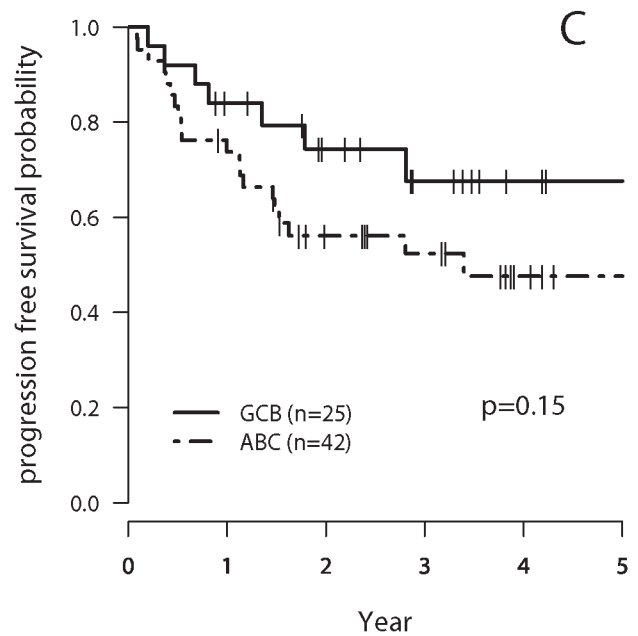 C
progression free survival probability
1.0
0.8
0.6
0.4
0.2
0.0
GCB (n=25)
ABC (n=42)
p=0.15
0 1 2 3 4 5
Year